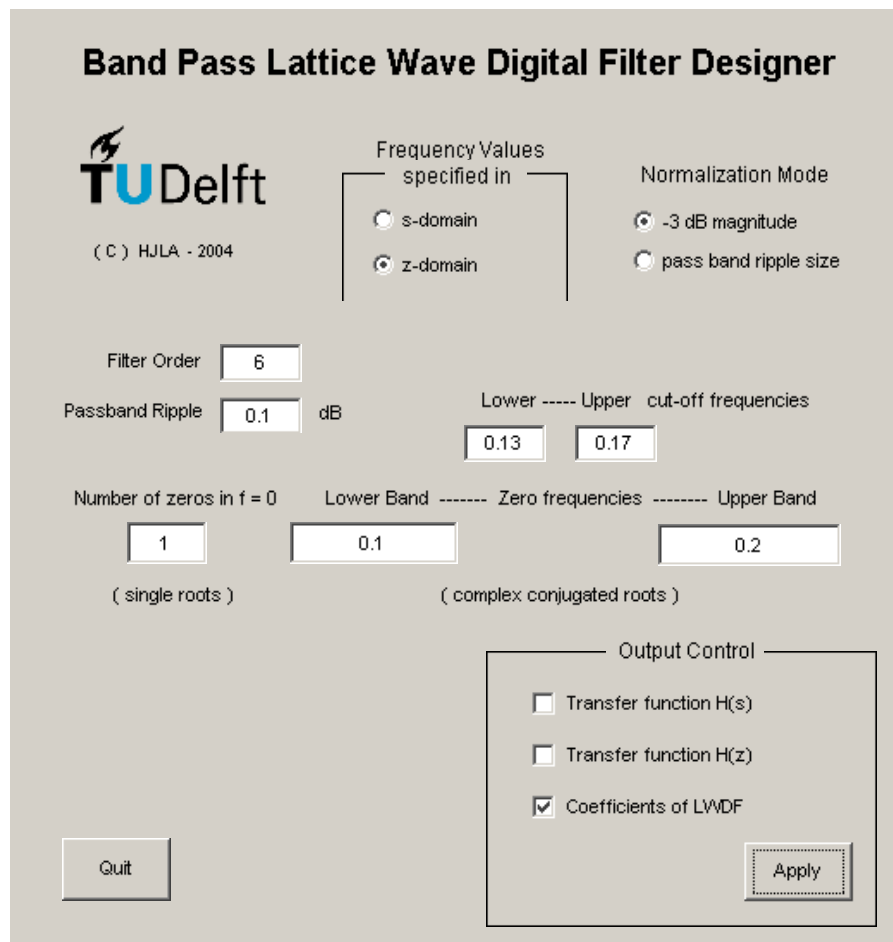 Band Pass Lattice Wave Digital Filter Designer
TUDelft
( C ) HJLA - 2004
Frequency Values
specified in
s-domain
z-domain
Normalization Mode
-3 dB magnitude
pass band ripple size
Filter Order 6
Passband Ripple 0.1 dB
Lower ----- Upper cut-off frequencies
0.13 0.17
Number of zeros in f = 0 Lower Band ------- Zero frequencies -------- Upper Band
1 0.1 0.2
( single roots ) ( complex conjugated roots )
Output Control
Transfer function H(s)
Transfer function H(z)
Coefficients of LWDF
Quit Apply